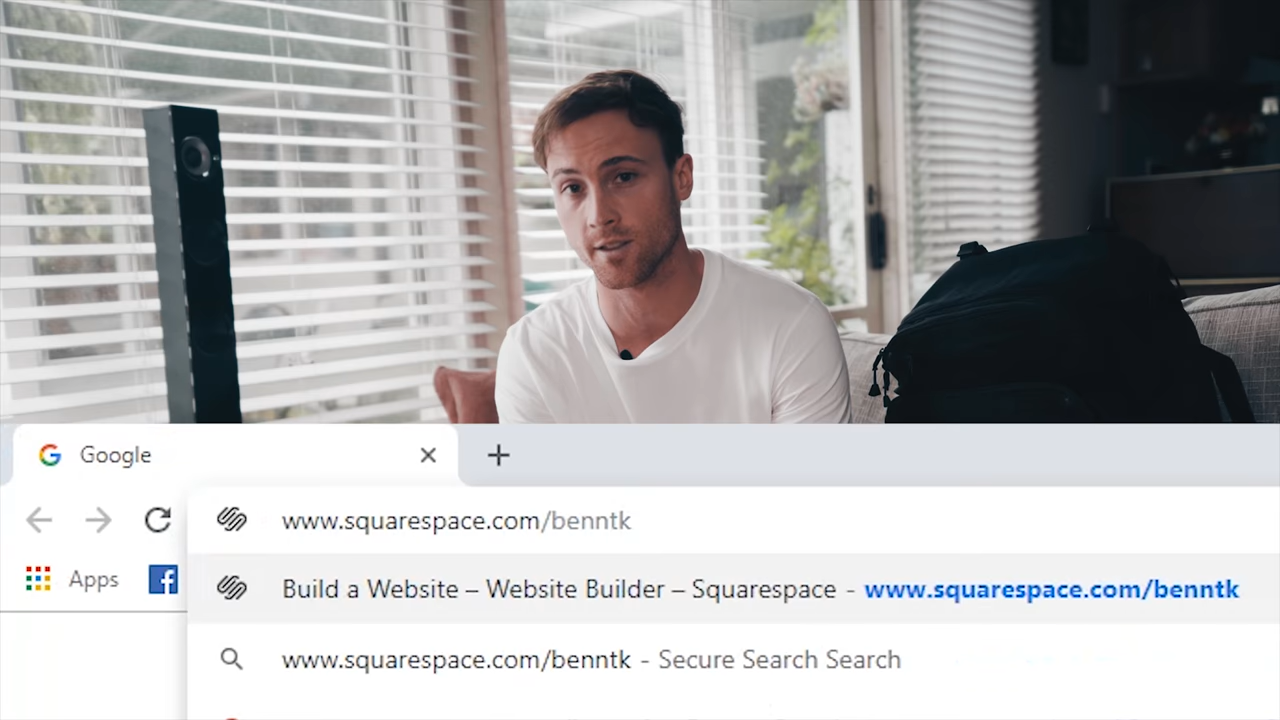 Google
www.squarespace.com/benntk
Apps
Build a Website – Website Builder – Squarespace - www.squarespace.com/benntk
www.squarespace.com/benntk - Secure Search Search